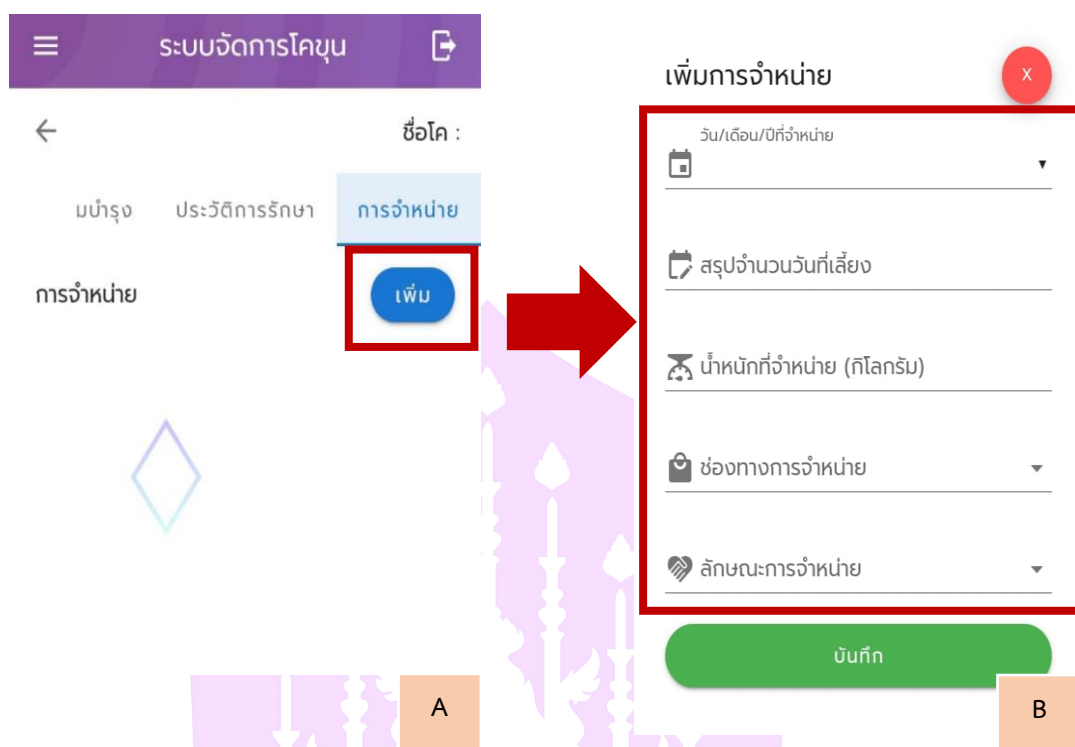 ระบบจัดการโคขุน
ชื่อโค :
มบำรุง ประวัติการรักษา การจำหน่าย
การจำหน่าย เพิ่ม
A
เพิ่มการจำหน่าย X
วัน/เดือน/ปีที่จำหน่าย
สรุปจำนวนวันที่เลี้ยง
น้ำหนักที่จำหน่าย (กิโลกรัม)
ช่องทางการจำหน่าย
ลักษณะการจำหน่าย
บันทึก
B